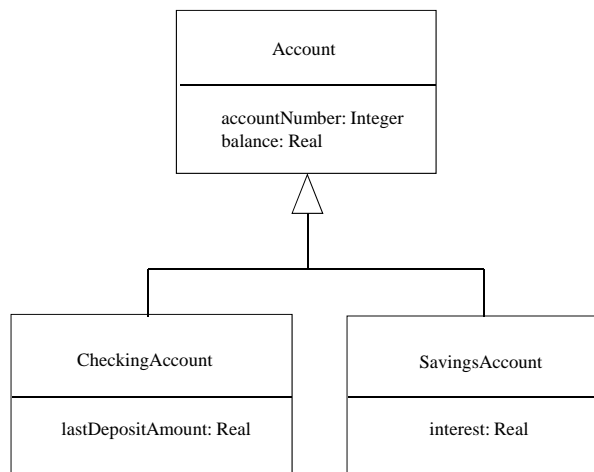 Account
accountNumber: Integer
balance: Real
CheckingAccount
lastDepositAmount: Real
SavingsAccount
interest: Real